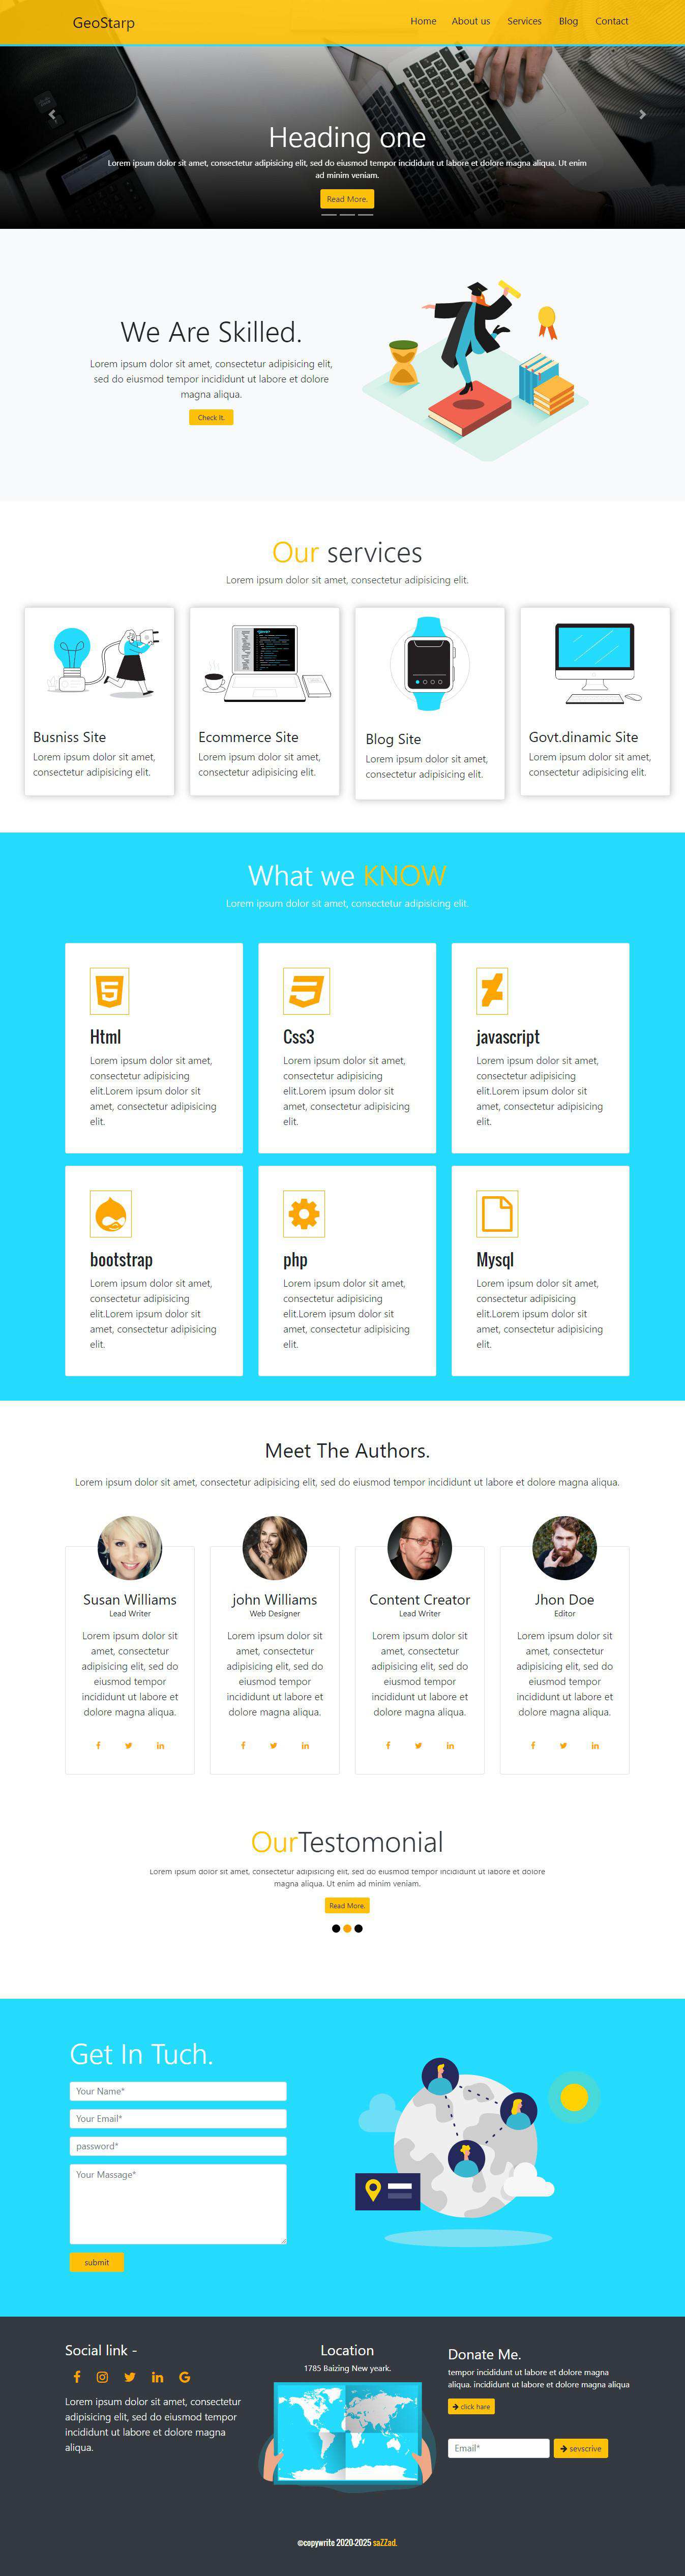 GeoStarp
Home About us Services Blog Contact
Heading one
Lorem ipsum dolor sit amet, consectetur adipisicing elit, sed do eiusmod tempor incididunt ut labore et dolore magna aliqua. Ut enim
ad minim veniam.
Read More.
We Are Skilled.
Lorem ipsum dolor sit amet, consectetur adipisicing elit,
sed do eiusmod tempor incididunt ut labore et dolore
magna aliqua.
Check It.
Our services
Lorem ipsum dolor sit amet, consectetur adipisicing elit.
Busniss Site
Lorem ipsum dolor sit amet,
consectetur adipisicing elit.
Ecommerce Site
Lorem ipsum dolor sit amet,
consectetur adipisicing elit.
Blog Site
Lorem ipsum dolor sit amet,
consectetur adipisicing elit.
Govt.dinamic Site
Lorem ipsum dolor sit amet,
consectetur adipisicing elit.
What we KNOW
Lorem ipsum dolor sit amet, consectetur adipisicing elit.
Html
Lorem ipsum dolor sit amet,
consectetur adipisicing
elit.Lorem ipsum dolor sit
amet, consectetur adipisicing
elit.
Css3
Lorem ipsum dolor sit amet,
consectetur adipisicing
elit.Lorem ipsum dolor sit
amet, consectetur adipisicing
elit.
javascript
Lorem ipsum dolor sit amet,
consectetur adipisicing
elit.Lorem ipsum dolor sit
amet, consectetur adipisicing
elit.
bootstrap
Lorem ipsum dolor sit amet,
consectetur adipisicing
elit.Lorem ipsum dolor sit
amet, consectetur adipisicing
elit.
php
Lorem ipsum dolor sit amet,
consectetur adipisicing
elit.Lorem ipsum dolor sit
amet, consectetur adipisicing
elit.
Mysql
Lorem ipsum dolor sit amet,
consectetur adipisicing
elit.Lorem ipsum dolor sit
amet, consectetur adipisicing
elit.
Meet The Authors.
Lorem ipsum dolor sit amet, consectetur adipisicing elit, sed do eiusmod tempor incididunt ut labore et dolore magna aliqua.
Susan Williams
Lead Writer
Lorem ipsum dolor sit
amet, consectetur
adipisicing elit, sed do
eiusmod tempor
incididunt ut labore et
dolore magna aliqua.
john Williams
Web Designer
Lorem ipsum dolor sit
amet, consectetur
adipisicing elit, sed do
eiusmod tempor
incididunt ut labore et
dolore magna aliqua.
Content Creator
Lead Writer
Lorem ipsum dolor sit
amet, consectetur
adipisicing elit, sed do
eiusmod tempor
incididunt ut labore et
dolore magna aliqua.
Jhon Doe
Editor
Lorem ipsum dolor sit
amet, consectetur
adipisicing elit, sed do
eiusmod tempor
incididunt ut labore et
dolore magna aliqua.
OurTestomonial
Lorem ipsum dolor sit amet, consectetur adipisicing elit, sed do eiusmod tempor incididunt ut labore et dolore
magna aliqua. Ut enim ad minim veniam.
Read More.
Get In Tuch.
Your Name*
Your Email*
password*
Your Massage*
submit
Social link -
Lorem ipsum dolor sit amet, consectetur
adipisicing elit, sed do eiusmod tempor
incididunt ut labore et dolore magna
aliqua.
Location
1785 Baizing New yeark.
Donate Me.
tempor incididunt ut labore et dolore magna
aliqua. incididunt ut labore et dolore magna aliqua
click hare
Email* sevscrive
©copywrite 2020-2025 saZZad.